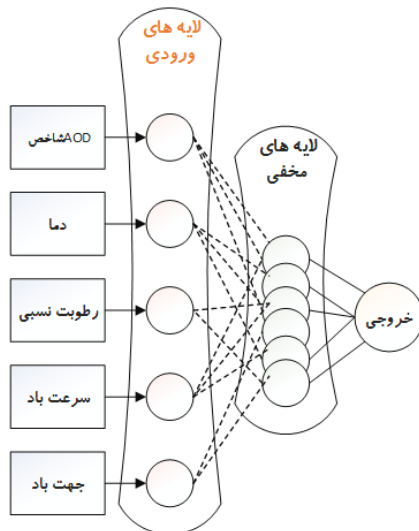 لایه های
ورودی
شاخصAOD
دما
رطوبت نسبی
سرعت باد
جهت باد
لایه های
مخفی
خروجی